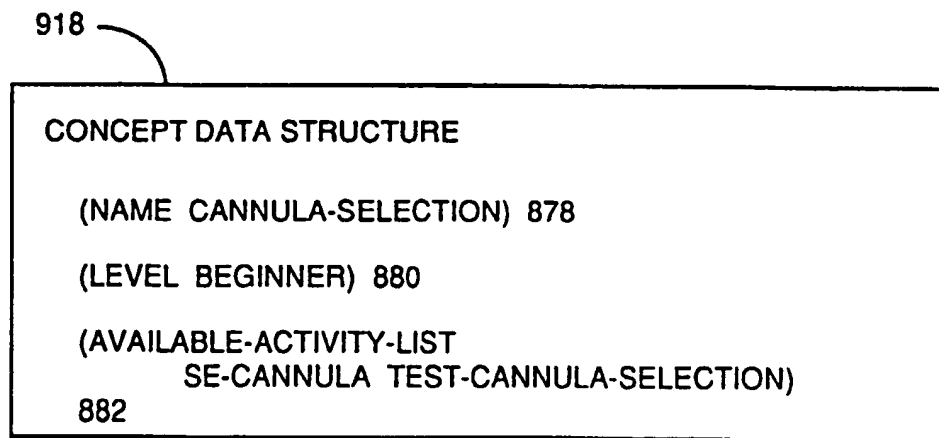 918
CONCEPT DATA STRUCTURE
(NAME CANNULA-SELECTION) 878
(LEVEL BEGINNER) 880
(AVAILABLE-ACTIVITY-LIST
SE-CANNULA TEST-CANNULA-SELECTION)
882